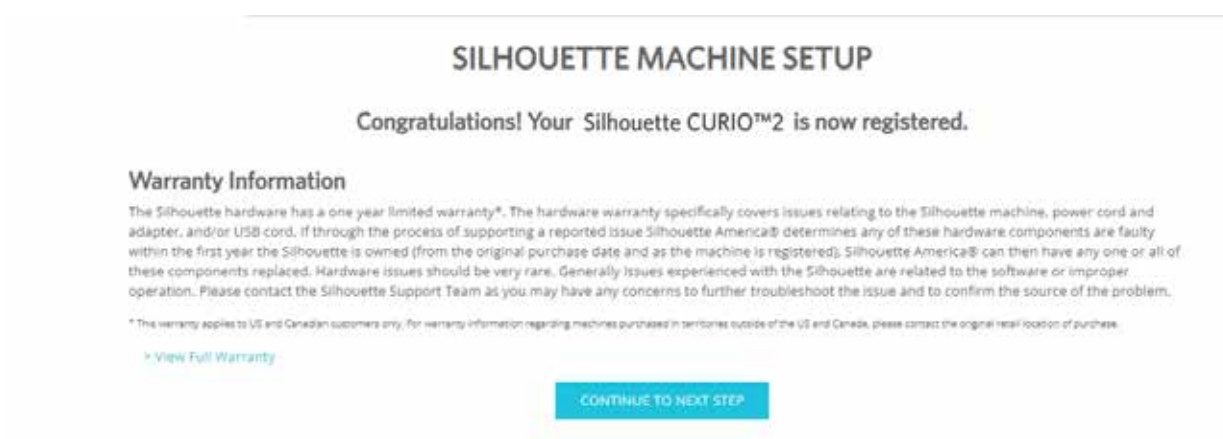 SILHOUETTE MACHINE SETUP
Congratulations! Your Silhouette CURIO™2 is now registered.
Warranty Information
The Silhouette hardware has a one year limited warranty*. The hardware warranty specifically covers issues relating to the Silhouette machine, power cord and
adapter, and/or USB cord. If through the process of supporting a reported issue Silhouette America® determines any of these hardware components are faulty
within the first year the Silhouette is owned (from the original purchase date and as the machine is registered), Silhouette America® can then have any one or all of
these components replaced. Hardware issues should be very rare. Generally issues experienced with the Silhouette are related to the software or improper
operation. Please contact the Silhouette Support Team as you may have any concerns to further troubleshoot the issue and to confirm the source of the problem.
* This warranty applies to US and Canadian customers only. For warranty information regarding machines purchased in territories outside of the US and Canada, please contact the original retail location of purchase.
> View Full Warranty
CONTINUE TO NEXT STEP